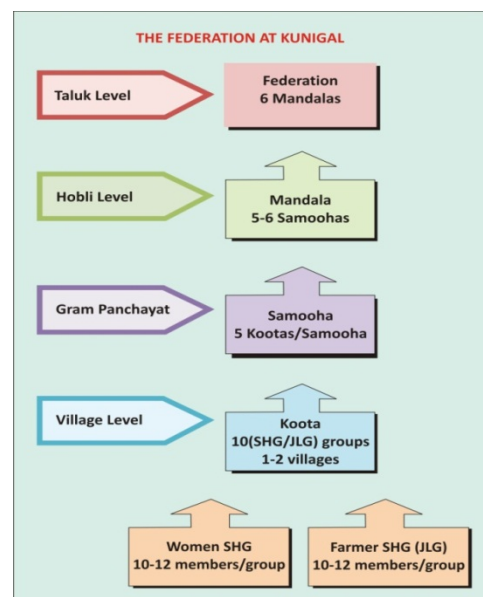 THE FEDERATION AT KUNIGAL
Taluk Level
Federation
6 Mandalas
Hobli Level
Mandala
5-6 Samoohas
Gram Panchayat
Samooha
5 Kootas/Samooha
Village Level
Koota
10(SHG/JLG) groups
1-2 villages
Women SHG
10-12 members/group
Farmer SHG (JLG)
10-12 members/group